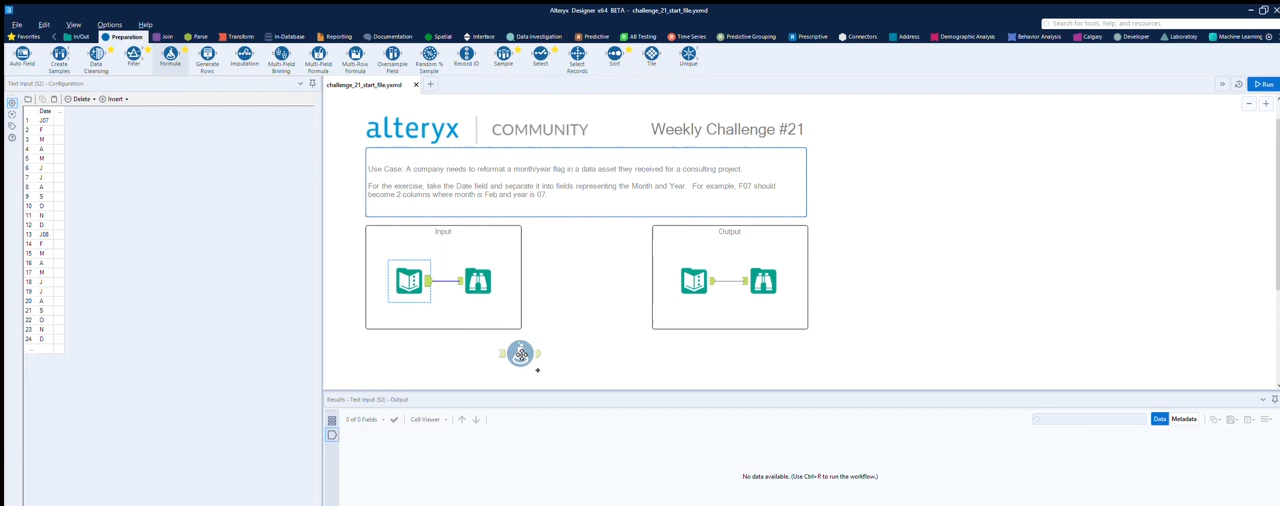 Alteryx Designer x64 BETA - challenge_21_start_file.yxmd
File Edit View Options Help
Search for tools, help, and resources
Favorites In/Out Preparation Join Parse Transform In-Database Reporting Documentation Spatial Interface Data Investigation Predictive AB Testing Time Series Predictive Grouping Prescriptive Connectors Address Demographic Analysis Behavior Analysis Calgary Developer Laboratory Machine Learning
Auto Field Create Samples Data Cleansing Filter Formula Generate Rows Imputation Multi-Field Binning Multi-Field Formula Multi-Row Formula Oversample Field Random % Sample Record ID Sample Select Select Records Sort Tile Unique
Text Input (52) - Configuration
challenge_21_start_file.yxmd
Run
Delete Insert
Date
1 J07
2 F
3 M
4 A
5 M
6 J
7 J
8 A
9 S
10 O
11 N
12 D
13 J08
14 F
15 M
16 A
17 M
18 J
19 J
20 A
21 S
22 O
23 N
24 D
alteryx COMMUNITY Weekly Challenge #21
Use Case: A company needs to reformat a month/year flag in a data asset they received for a consulting project.
For the exercise, take the Date field and separate it into fields representing the Month and Year. For example, F07 should
become 2 columns where month is Feb and year is 07.
Input
Output
Results - Text Input (52) - Output
0 of 0 Fields Cell Viewer Data Metadata
No data available. (Use Ctrl+R to run the workflow.)